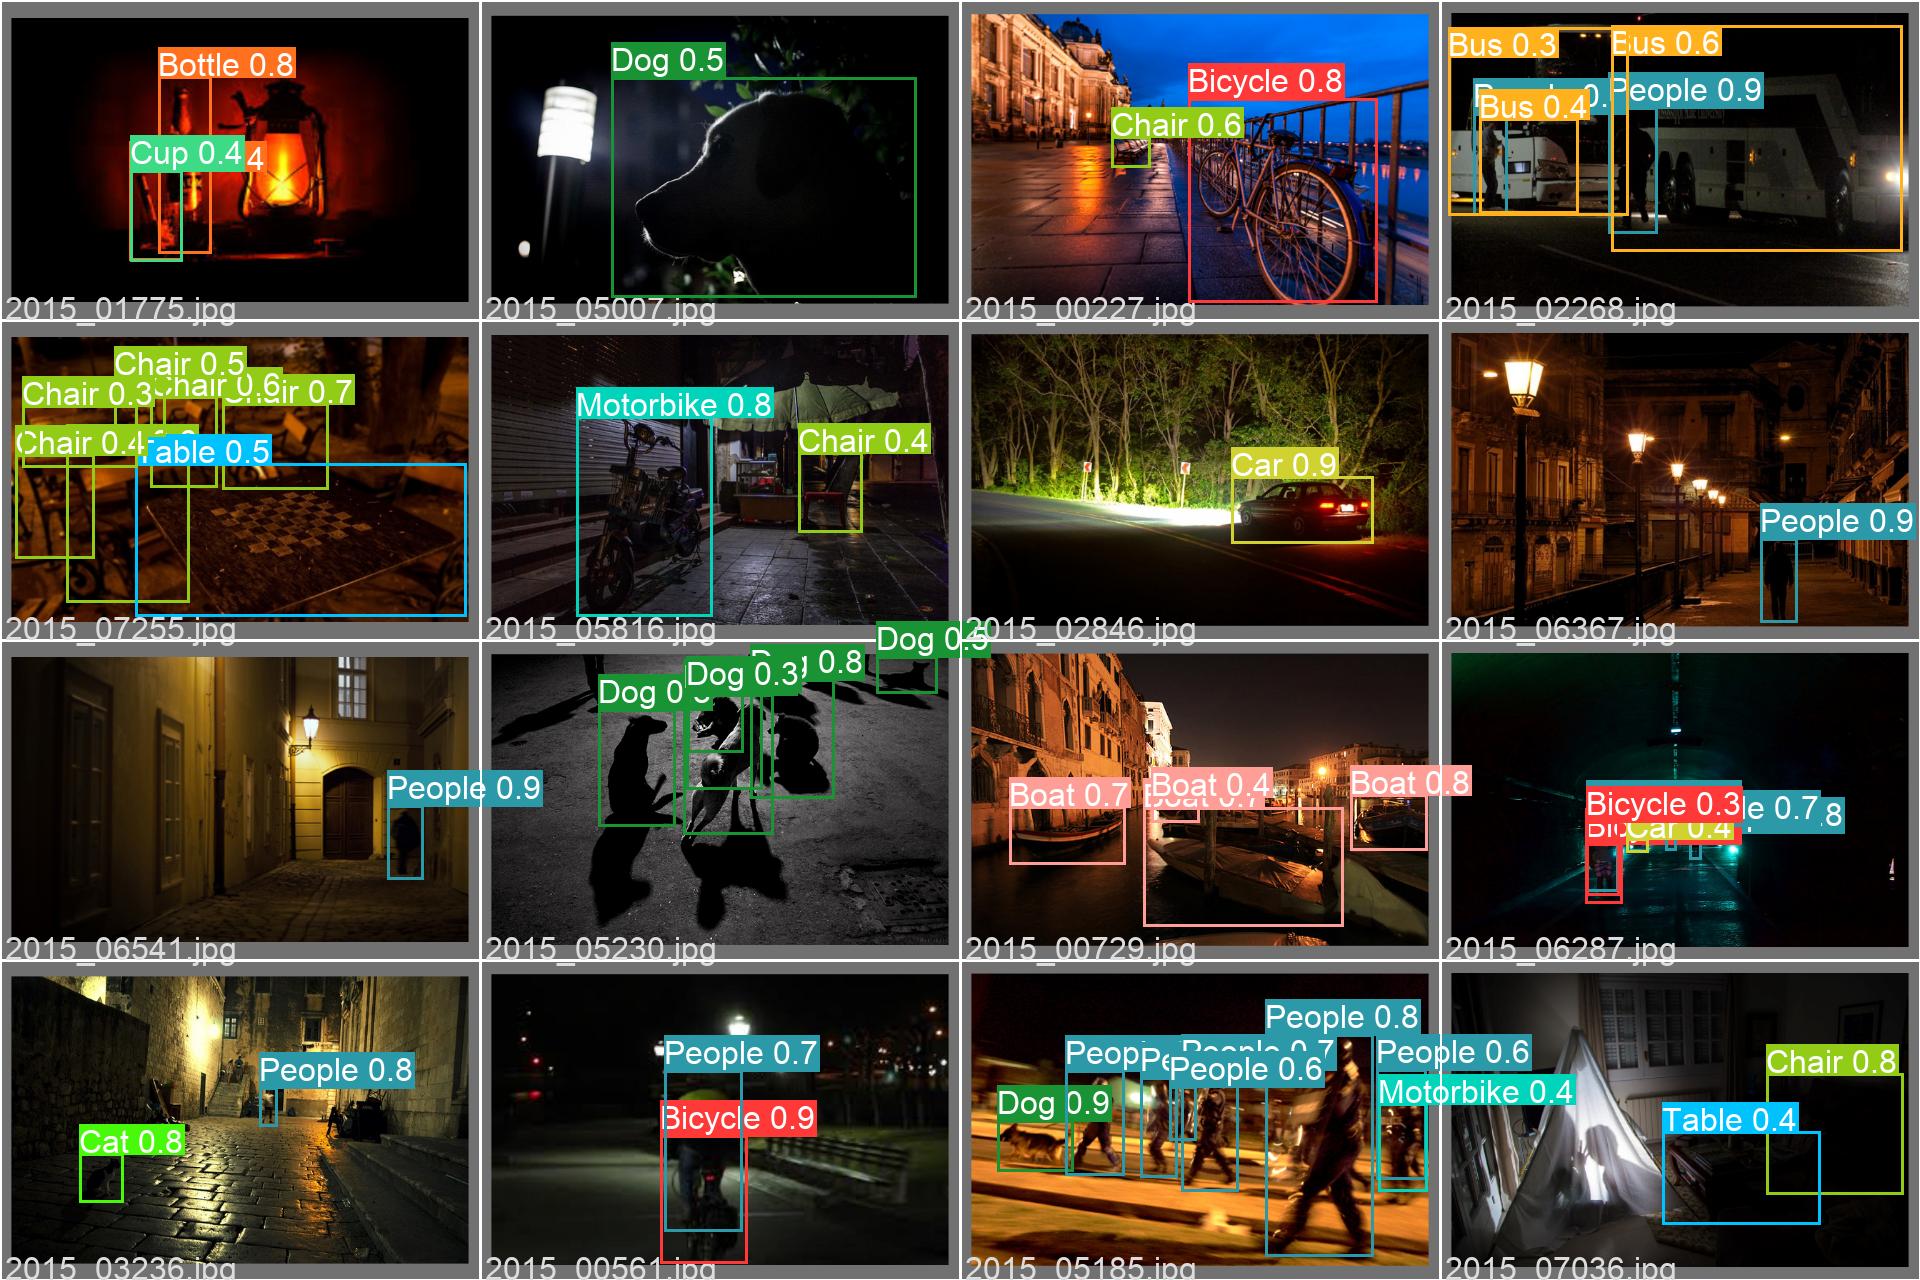 Bottle 0.8
Cup 0.4
4
2015_01775.jpg
Dog 0.5
2015_05007.jpg
Bicycle 0.8
Chair 0.6
2015_00227.jpg
Bus 0.3
Bus 0.6
People 0.9
Bus 0.4
2015_02268.jpg
Chair 0.5
Chair 0.3
Chair 0.6
Chair 0.7
Chair 0.4
Table 0.5
2015_07255.jpg
Motorbike 0.8
Chair 0.4
2015_05816.jpg
Car 0.9
2015_02846.jpg
People 0.9
2015_06367.jpg
People 0.9
2015_06541.jpg
Dog 0.5
Dog 0.8
Dog 0.3
Dog 0.
2015_05230.jpg
Boat 0.7
Boat 0.4
Boat 0.7
Boat 0.8
2015_00729.jpg
Bicycle 0.3
le 0.7
.8
Car 0.4
2015_06287.jpg
People 0.8
Cat 0.8
2015_03236.jpg
People 0.7
Bicycle 0.9
2015_00561.jpg
People 0.8
People 0.7
People 0.6
People 0.6
Dog 0.9
Motorbike 0.4
2015_05185.jpg
Chair 0.8
Table 0.4
2015_07036.jpg